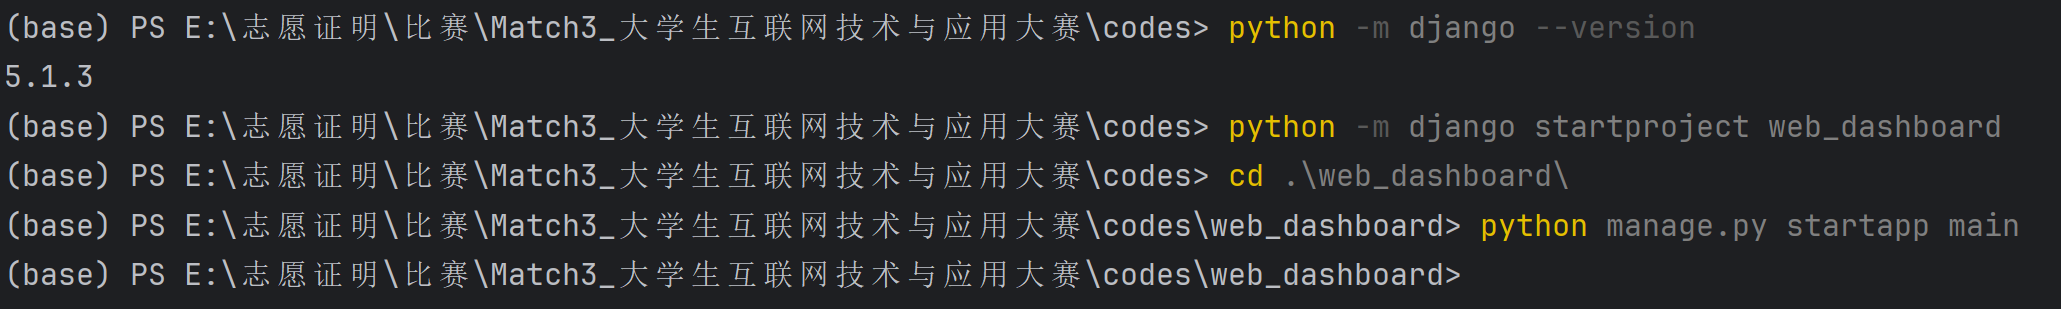 (base) PS E:\志愿证明\比赛\Match3_大学生互联网技术与应用大赛\codes> python -m django --version
5.1.3
(base) PS E:\志愿证明\比赛\Match3_大学生互联网技术与应用大赛\codes> python -m django startproject web_dashboard
(base) PS E:\志愿证明\比赛\Match3_大学生互联网技术与应用大赛\codes> cd .\web_dashboard\
(base) PS E:\志愿证明\比赛\Match3_大学生互联网技术与应用大赛\codes\web_dashboard> python manage.py startapp main
(base) PS E:\志愿证明\比赛\Match3_大学生互联网技术与应用大赛\codes\web_dashboard>